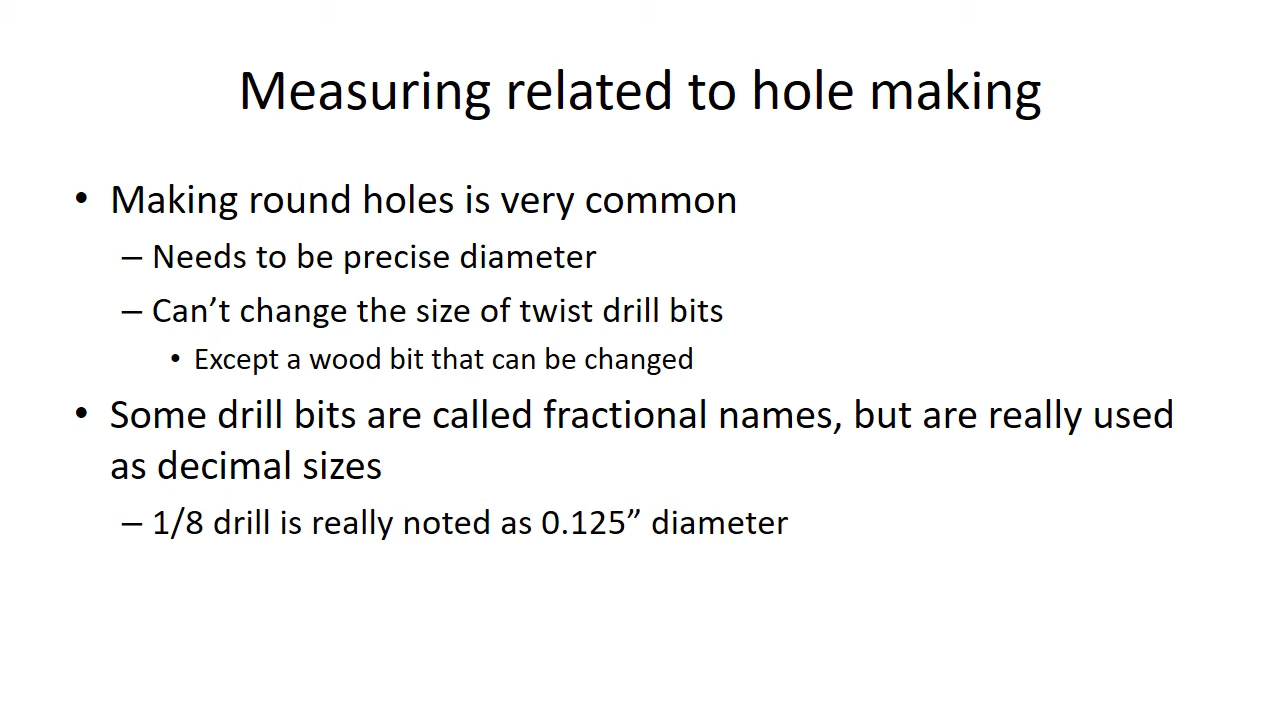 Measuring related to hole making
• Making round holes is very common
– Needs to be precise diameter
– Can’t change the size of twist drill bits
• Except a wood bit that can be changed
• Some drill bits are called fractional names, but are really used
as decimal sizes
– 1/8 drill is really noted as 0.125” diameter